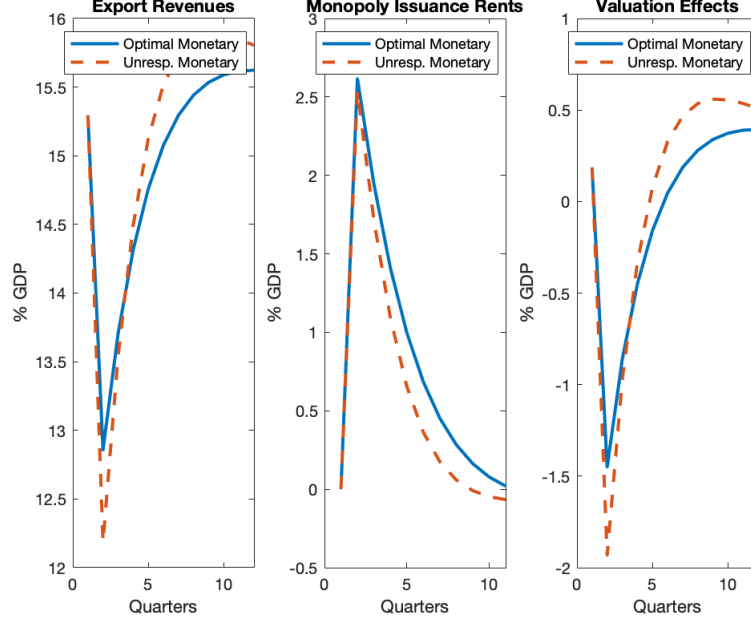 Export Revenues
Optimal Monetary
Unresp. Monetary
16
15.5
15
14.5
14
13.5
13
12.5
12
% GDP
0
5
10
Quarters
Monopoly Issuance Rents
Optimal Monetary
Unresp. Monetary
3
2.5
2
1.5
1
0.5
0
-0.5
% GDP
0
5
10
Quarters
Valuation Effects
Optimal Monetary
Unresp. Monetary
1
0.5
0
-0.5
-1
-1.5
-2
% GDP
0
5
10
Quarters